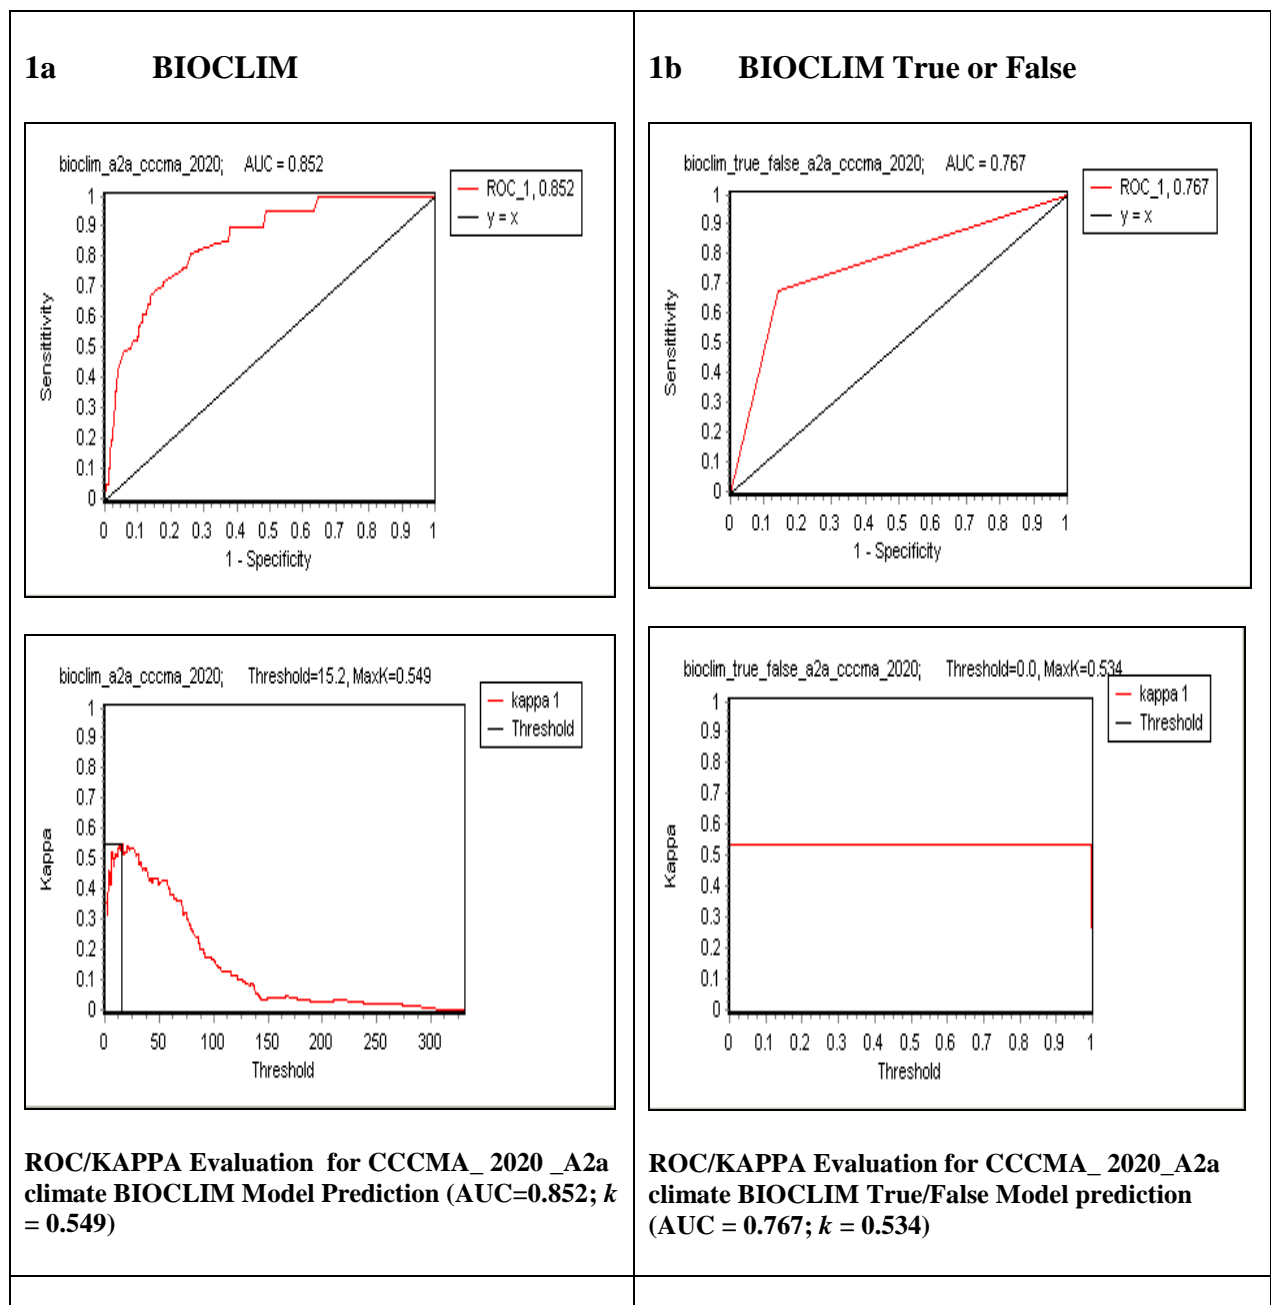 1a BIOCLIM
bioclim_a2a_cccma_2020; AUC = 0.852
ROC_1, 0.852
y = x
1
0.9
0.8
0.7
0.6
0.5
0.4
0.3
0.2
0.1
0
Sensititivity
0 0.1 0.2 0.3 0.4 0.5 0.6 0.7 0.8 0.9 1
1 - Specificity
bioclim_a2a_cccma_2020; Threshold=15.2, MaxK=0.549
kappa 1
Threshold
1
0.9
0.8
0.7
0.6
0.5
0.4
0.3
0.2
0.1
0
Kappa
0 50 100 150 200 250 300
Threshold
ROC/KAPPA Evaluation for CCCMA_ 2020 _A2a
climate BIOCLIM Model Prediction (AUC=0.852; k
= 0.549)
1b BIOCLIM True or False
bioclim_true_false_a2a_cccma_2020; AUC = 0.767
ROC_1, 0.767
y = x
1
0.9
0.8
0.7
0.6
0.5
0.4
0.3
0.2
0.1
0
Sensititivity
0 0.1 0.2 0.3 0.4 0.5 0.6 0.7 0.8 0.9 1
1 - Specificity
bioclim_true_false_a2a_cccma_2020; Threshold=0.0, MaxK=0.534
kappa 1
Threshold
1
0.9
0.8
0.7
0.6
0.5
0.4
0.3
0.2
0.1
0
Kappa
0 0.1 0.2 0.3 0.4 0.5 0.6 0.7 0.8 0.9 1
Threshold
ROC/KAPPA Evaluation for CCCMA_ 2020_A2a
climate BIOCLIM True/False Model prediction
(AUC = 0.767; k = 0.534)